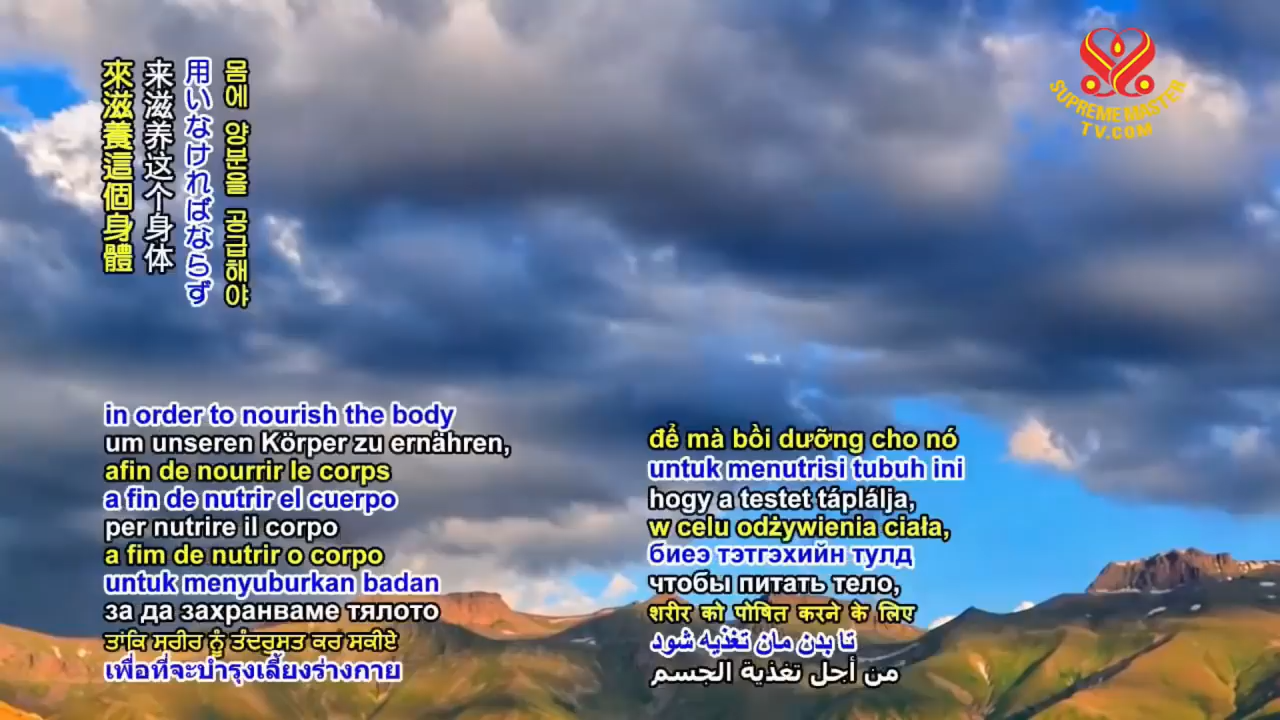 來滋養這個身體
来滋养这个身体
用いなければならず
몸에 양분을 공급해야
SUPREME MASTER
TV.COM
in order to nourish the body
um unseren Körper zu ernähren,
afin de nourrir le corps
a fin de nutrir el cuerpo
per nutrire il corpo
a fim de nutrir o corpo
untuk menyuburkan badan
за да захранваме тялото
ਤਾਂਕਿ ਸਰੀਰ ਨੂੰ ਤੰਦਰੁਸਤ ਕਰ ਸਕੀਏ
เพื่อที่จะบำรุงเลี้ยงร่างกาย
để mà bồi dưỡng cho nó
untuk menutrisi tubuh ini
hogy a testet táplálja,
w celu odżywienia ciała,
биеэ тэтгэхийн тулд
чтобы питать тело,
शरीर को पोषित करने के लिए
تا بدن مان تغذیه شود
من أجل تغذية الجسم